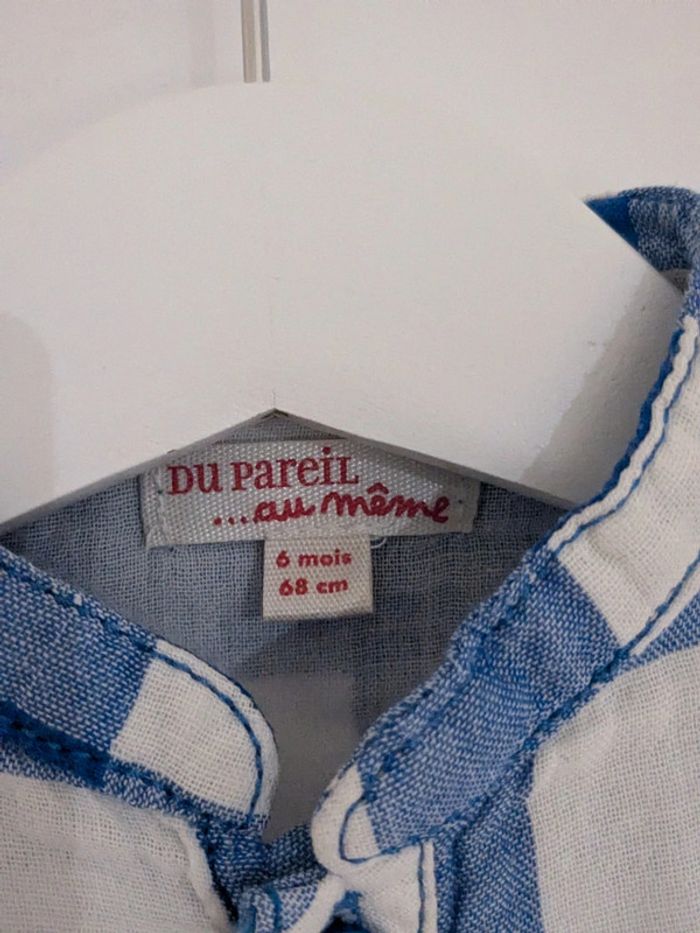 DU PAREIL
....au même
6 mois
68 cm